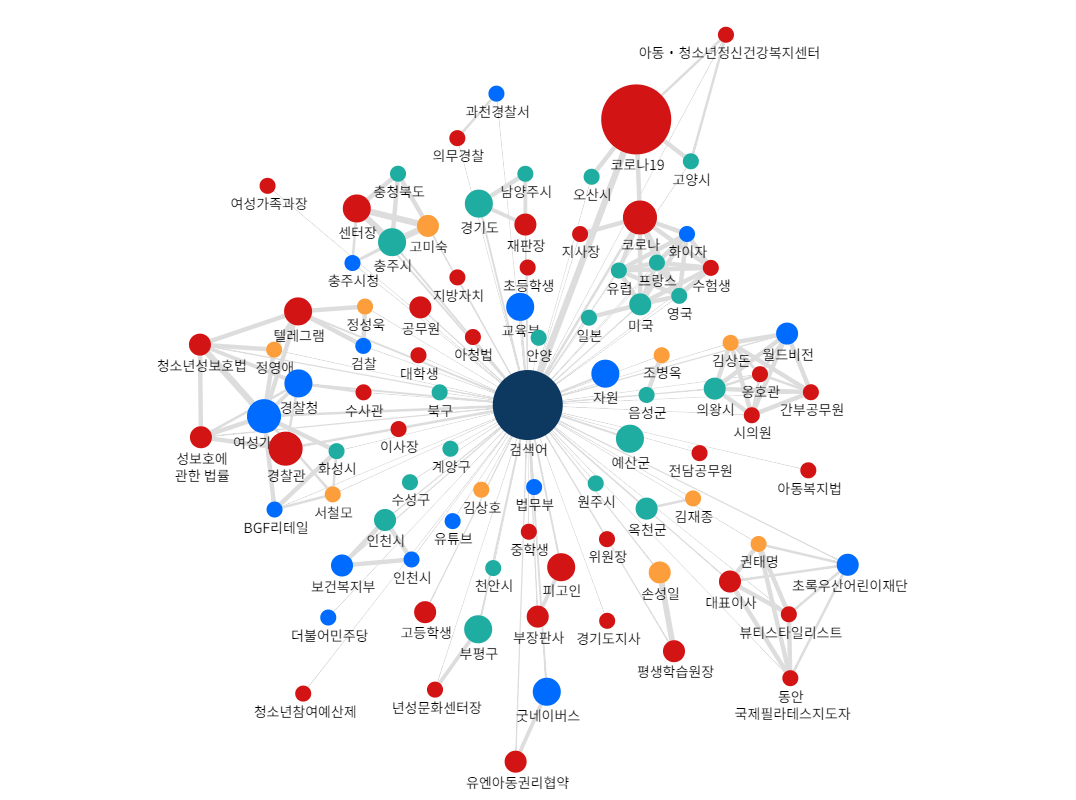 아동・청소년정신건강복지센터
과천경찰서
의무경찰
코로나19
고양시
충청북도
남양주시
오산시
여성가족과장
센터장
고미숙
경기도
재판장
지사장
코로나
화이자
충주시
충주시청
지방자치
초등학생
유럽
프랑스
수험생
미국
영국
텔레그램
정성욱
공무원
교육부
일본
안양
청소년성보호법
정영애
검찰
대학생
아청법
조병옥
김상돈
월드비전
경찰청
수사관
북구
자원
음성군
의왕시
옹호관
간부공무원
여성가
이사장
시의원
성보호에
관한 법률
경찰관
화성시
계양구
검색어
예산군
전담공무원
아동복지법
BGF리테일
서철모
수성구
김상호
법무부
원주시
옥천군
김재종
인천시
유튜브
중학생
위원장
권태명
보건복지부
인천시
천안시
피고인
손성일
대표이사
초록우산어린이재단
더불어민주당
고등학생
부평구
부장판사
경기도지사
뷰티스타일리스트
평생학습원장
청소년참여예산제
년성문화센터장
굿네이버스
동안
국제필라테스지도자
유엔아동권리협약